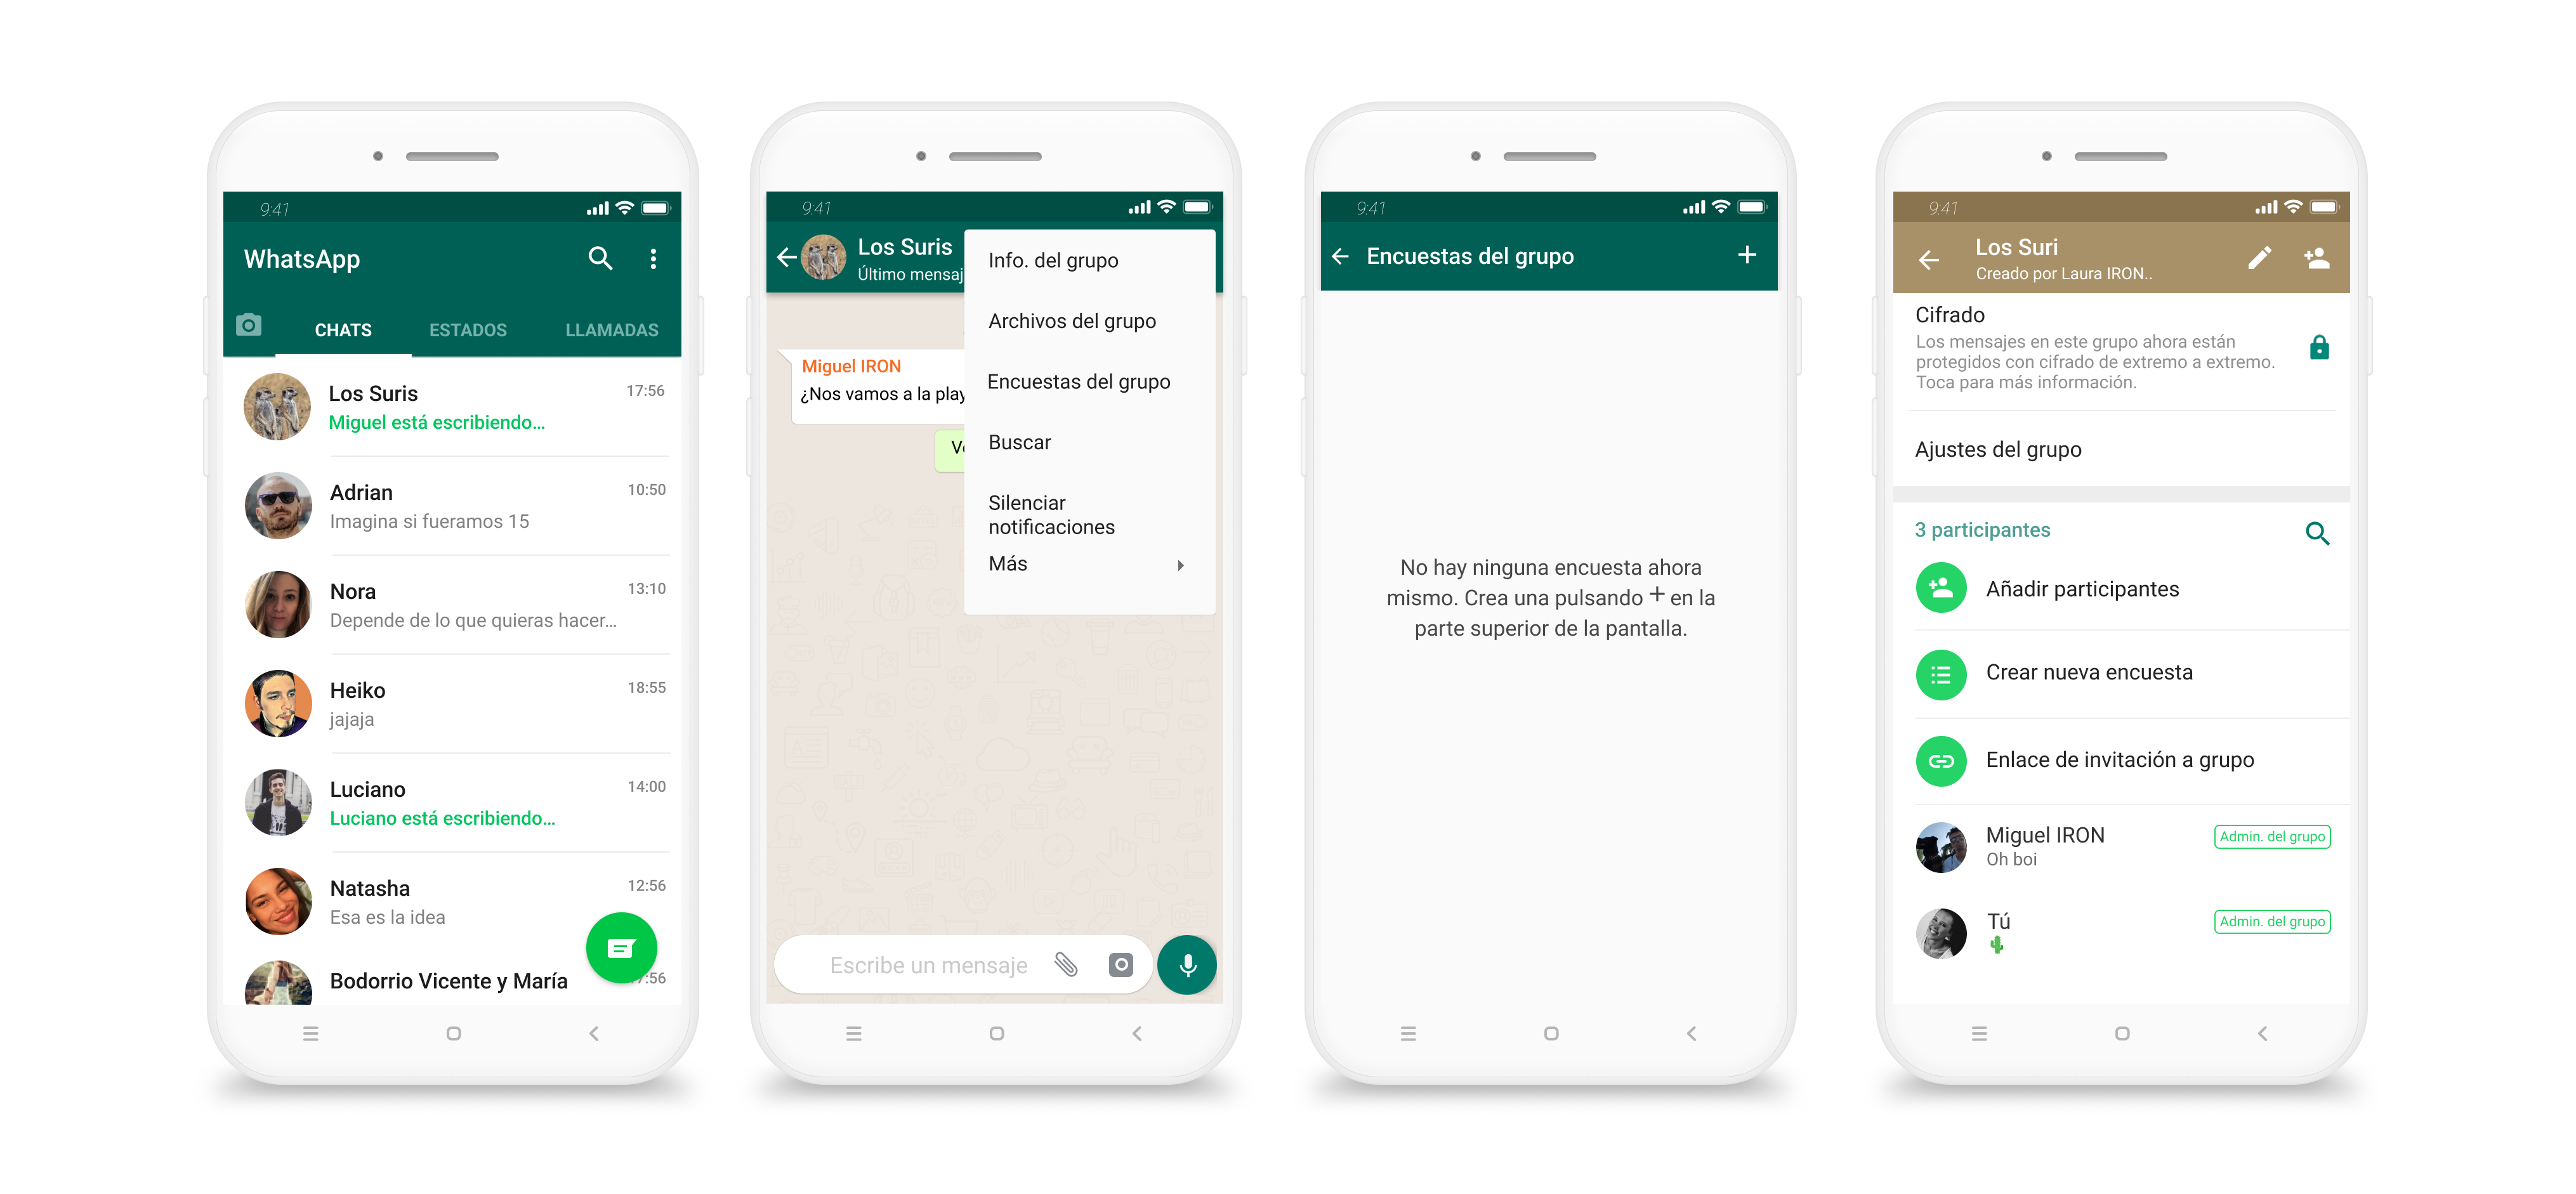 9:41
WhatsApp
CHATS
ESTADOS
LLAMADAS
Los Suris
17:56
Miguel está escribiendo...
Adrian
10:50
Imagina si fueramos 15
Nora
13:10
Depende de lo que quieras hacer...
Heiko
18:55
jajaja
Luciano
14:00
Luciano está escribiendo...
Natasha
12:56
Esa es la idea
Bodorrio Vicente y María
7:56
9:41
Los Suris
Último mensaj
Miguel IRON
¿Nos vamos a la play
Info. del grupo
Archivos del grupo
Encuestas del grupo
Buscar
Silenciar
notificaciones
Más
Escribe un mensaje
9:41
Encuestas del grupo
No hay ninguna encuesta ahora
mismo. Crea una pulsando + en la
parte superior de la pantalla.
9:41
Los Suri
Creado por Laura IRON..
Cifrado
Los mensajes en este grupo ahora están
protegidos con cifrado de extremo a extremo.
Toca para más información.
Ajustes del grupo
3 participantes
Añadir participantes
Crear nueva encuesta
Enlace de invitación a grupo
Miguel IRON
Admin. del grupo
Oh boi
Tú
Admin. del grupo